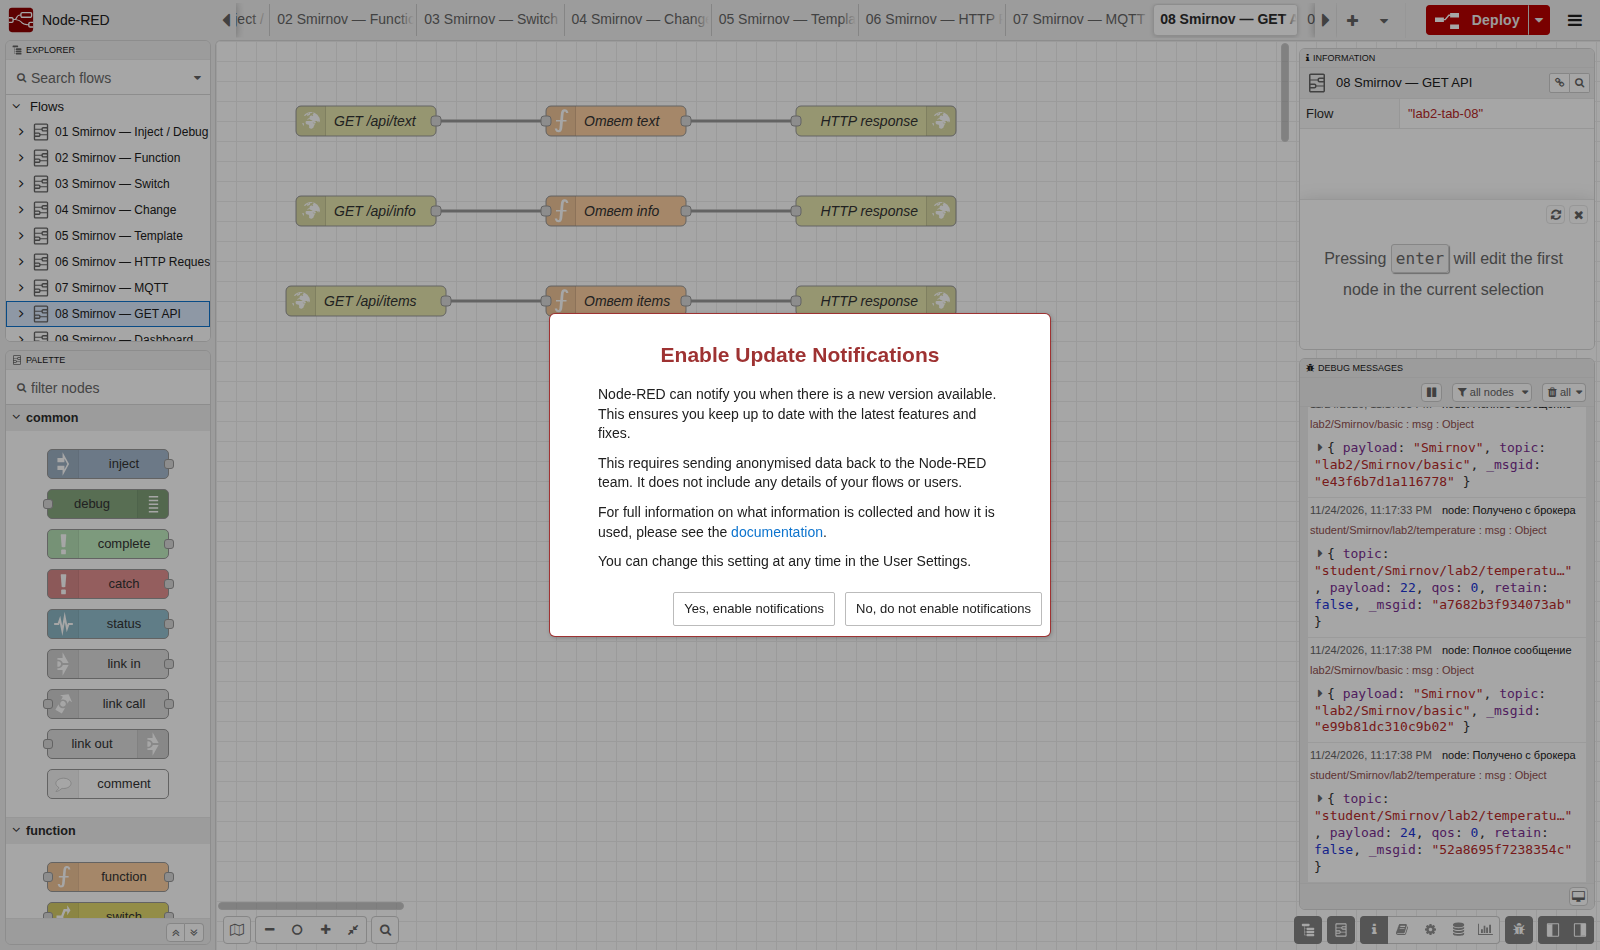 Node-RED
ect /
02 Smirnov — Functi
03 Smirnov — Switch
04 Smirnov — Chang
05 Smirnov — Templa
06 Smirnov — HTTP
07 Smirnov — MQTT
08 Smirnov — GET A
0
Deploy
EXPLORER
Search flows
Flows
01 Smirnov — Inject / Debug
02 Smirnov — Function
03 Smirnov — Switch
04 Smirnov — Change
05 Smirnov — Template
06 Smirnov — HTTP Reques
07 Smirnov — MQTT
08 Smirnov — GET API
09 Smirnov — Dashboard
PALETTE
filter nodes
common
inject
debug
complete
catch
status
link in
link call
link out
comment
function
function
switch
GET /api/text
Ответ text
HTTP response
GET /api/info
Ответ info
HTTP response
GET /api/items
Ответ items
HTTP response
Enable Update Notifications
Node-RED can notify you when there is a new version available.
This ensures you keep up to date with the latest features and
fixes.
This requires sending anonymised data back to the Node-RED
team. It does not include any details of your flows or users.
For full information on what information is collected and how it is
used, please see the documentation.
You can change this setting at any time in the User Settings.
Yes, enable notifications
No, do not enable notifications
INFORMATION
08 Smirnov — GET API
Flow
"lab2-tab-08"
Pressing enter will edit the first
node in the current selection
DEBUG MESSAGES
all nodes
all
lab2/Smirnov/basic : msg : Object
{ payload: "Smirnov", topic:
"lab2/Smirnov/basic", _msgid:
"e43f6b7d1a116778" }
11/24/2026, 11:17:33 PM node: Получено с брокера
student/Smirnov/lab2/temperature : msg : Object
{ topic:
"student/Smirnov/lab2/temperatu…"
, payload: 22, qos: 0, retain:
false, _msgid: "a7682b3f934073ab"
}
11/24/2026, 11:17:38 PM node: Полное сообщение
lab2/Smirnov/basic : msg : Object
{ payload: "Smirnov", topic:
"lab2/Smirnov/basic", _msgid:
"e99b81dc310c9b02" }
11/24/2026, 11:17:38 PM node: Получено с брокера
student/Smirnov/lab2/temperature : msg : Object
{ topic:
"student/Smirnov/lab2/temperatu…"
, payload: 24, qos: 0, retain:
false, _msgid: "52a8695f7238354c"
}